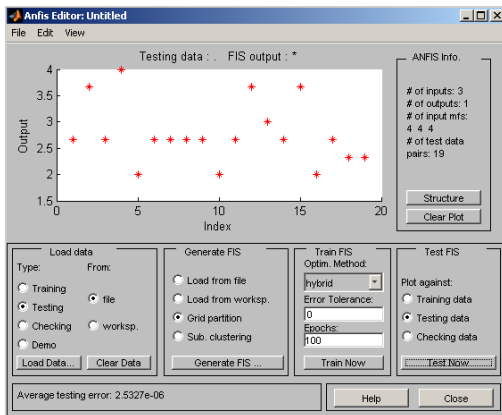 Anfis Editor: Untitled
File Edit View
Testing data : . FIS output : *
4
3.5
3
2.5
2
1.5
Output
0 5 10 15 20
Index
ANFIS Info.
# of inputs: 3
# of outputs: 1
# of input mfs:
4 4 4
# of test data
pairs: 19
Structure
Clear Plot
Load data
Type: From:
Training
Testing
Checking
Demo
file
worksp.
Load Data... Clear Data
Generate FIS
Load from file
Load from worksp.
Grid partition
Sub. clustering
Generate FIS ...
Train FIS
Optim. Method:
hybrid
Error Tolerance:
0
Epochs:
100
Train Now
Test FIS
Plot against:
Training data
Testing data
Checking data
Test Now
Average testing error: 2.5327e-06
Help Close